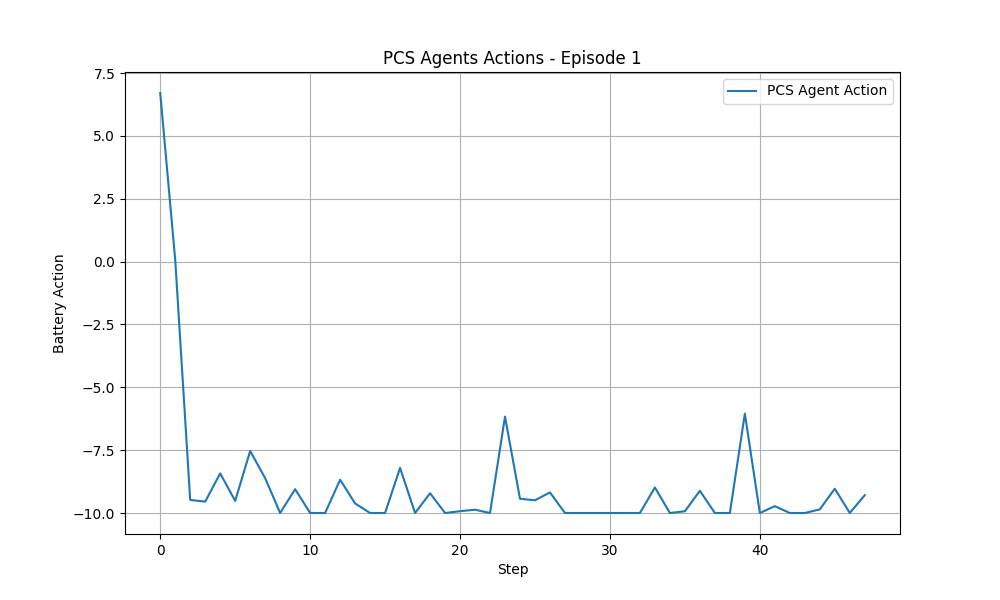 PCS Agents Actions - Episode 1
PCS Agent Action
7.5
5.0
2.5
0.0
−2.5
−5.0
−7.5
−10.0
Battery Action
0 10 20 30 40
Step